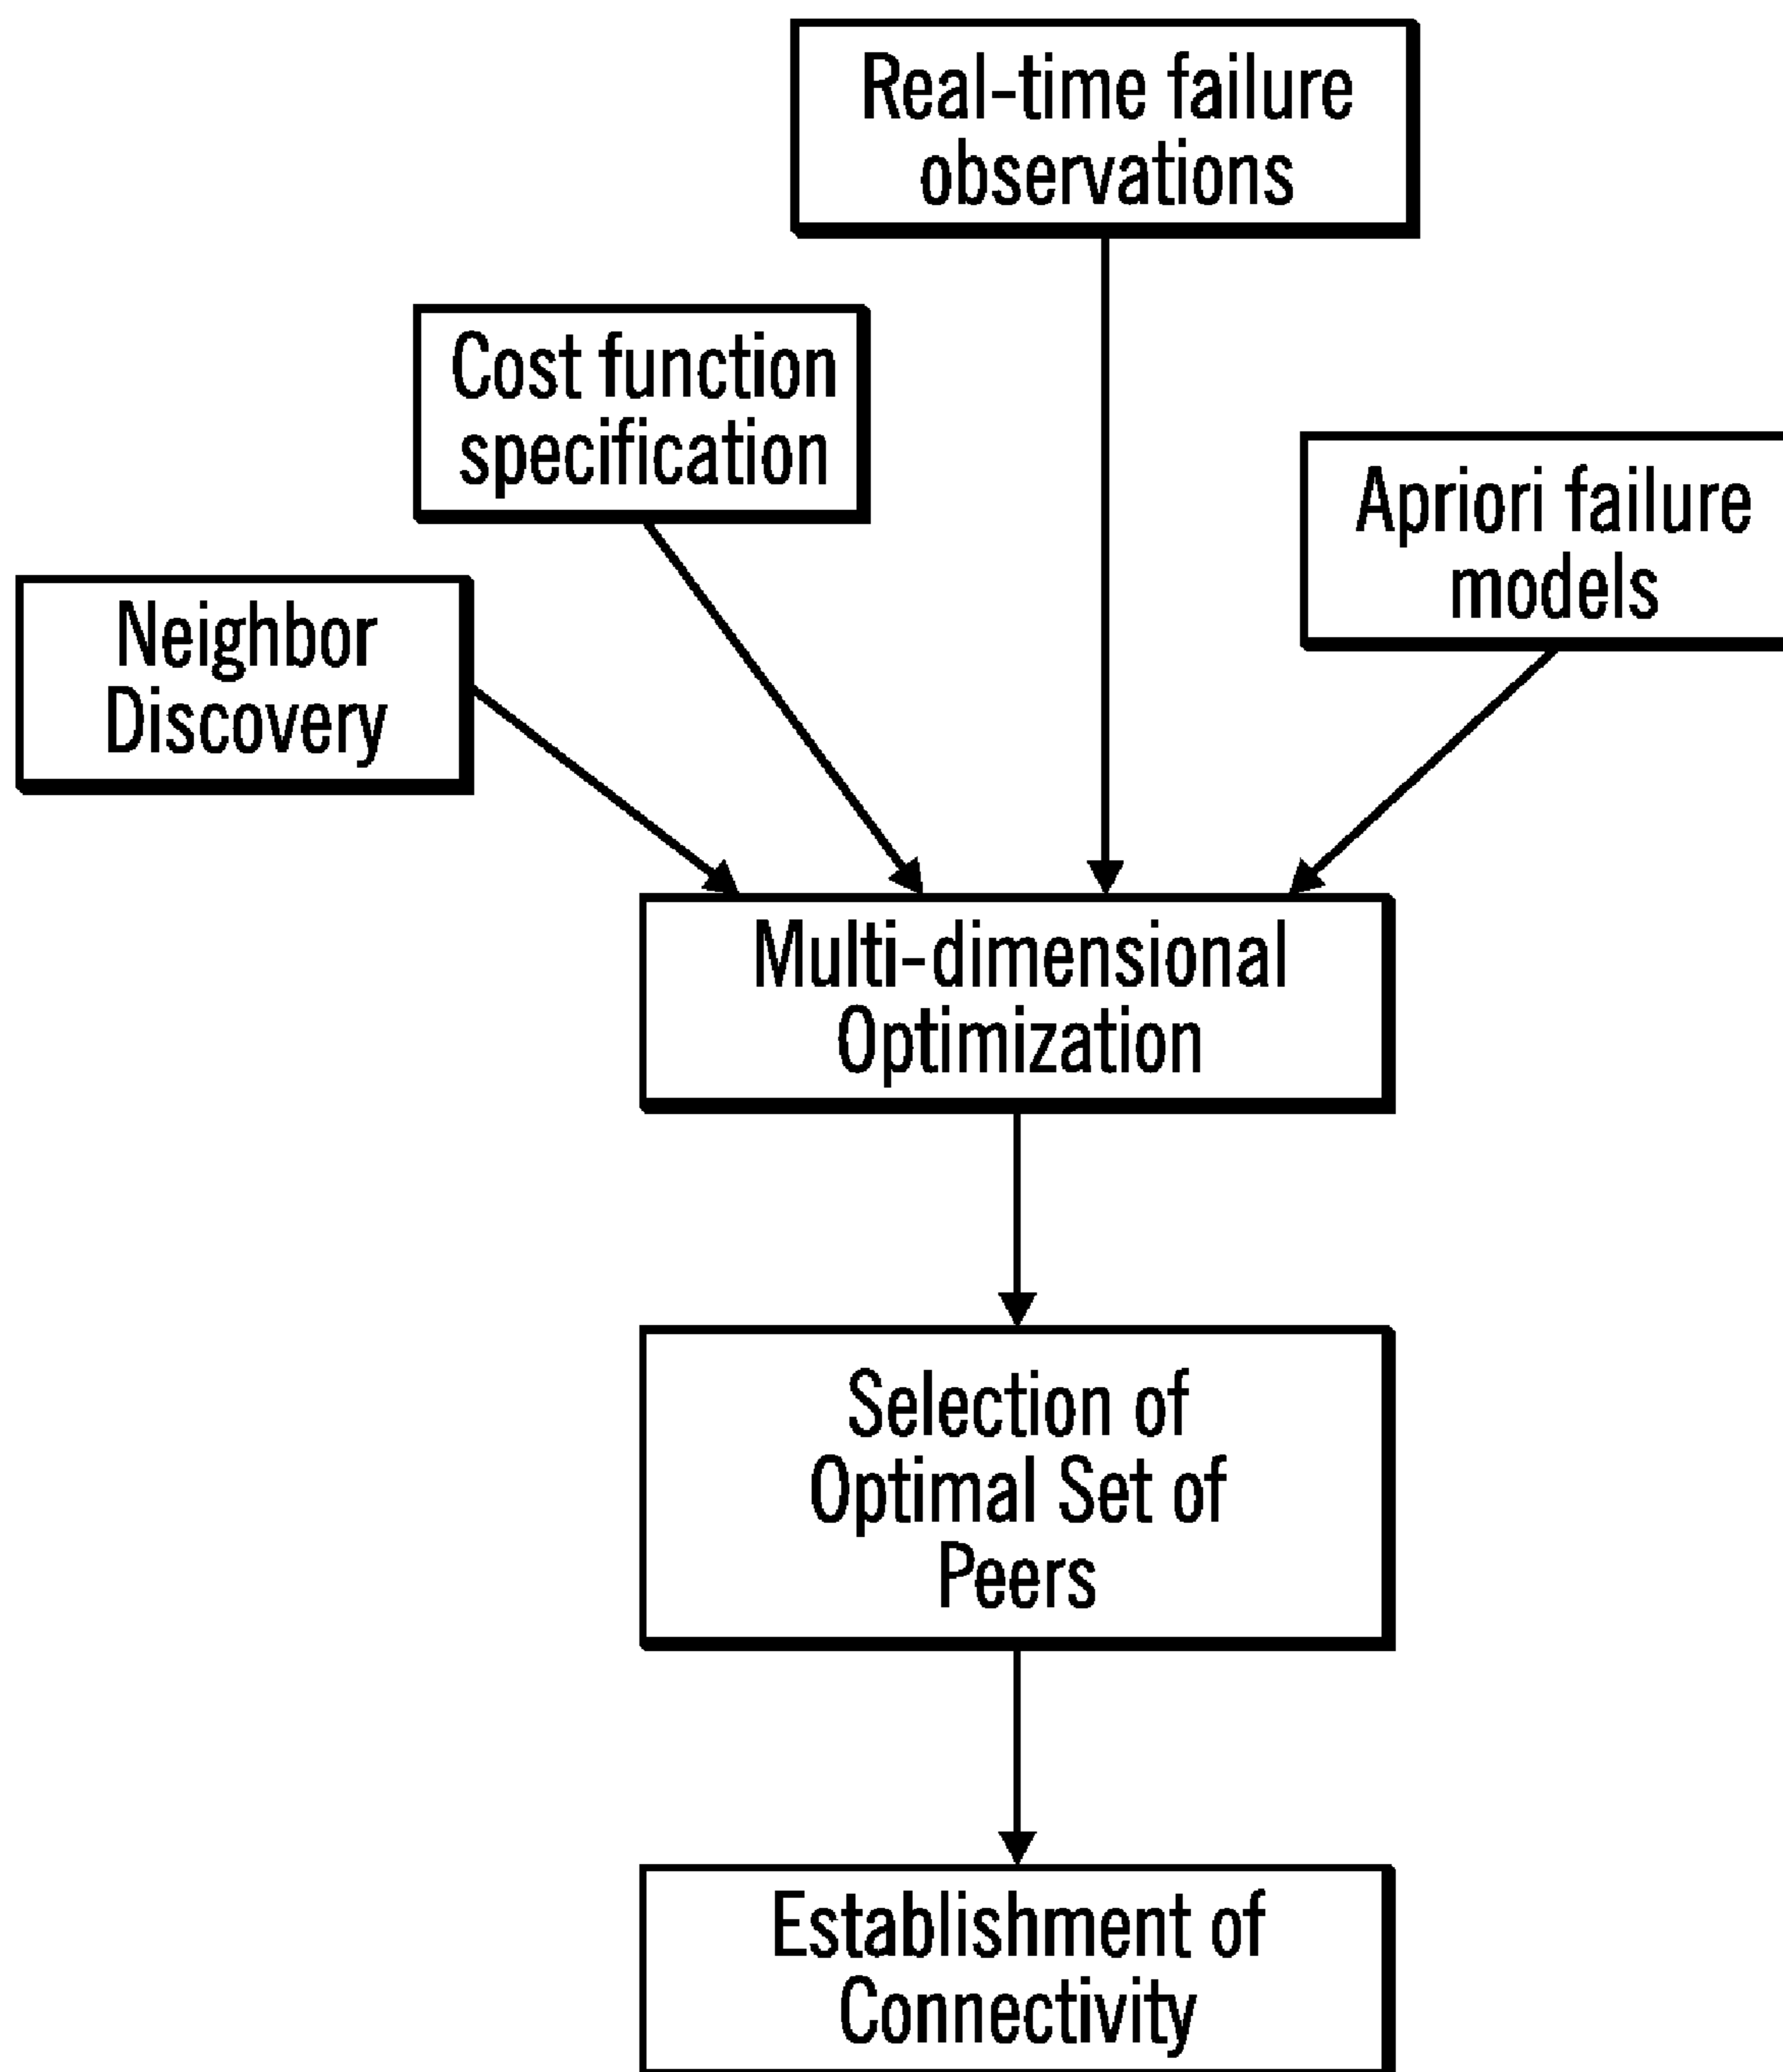 Real-time failure
observations
Cost function
specification
Apriori failure
models
Neighbor
Discovery
Multi-dimensional
Optimization
Selection of
Optimal Set of
Peers
Establishment of
Connectivity